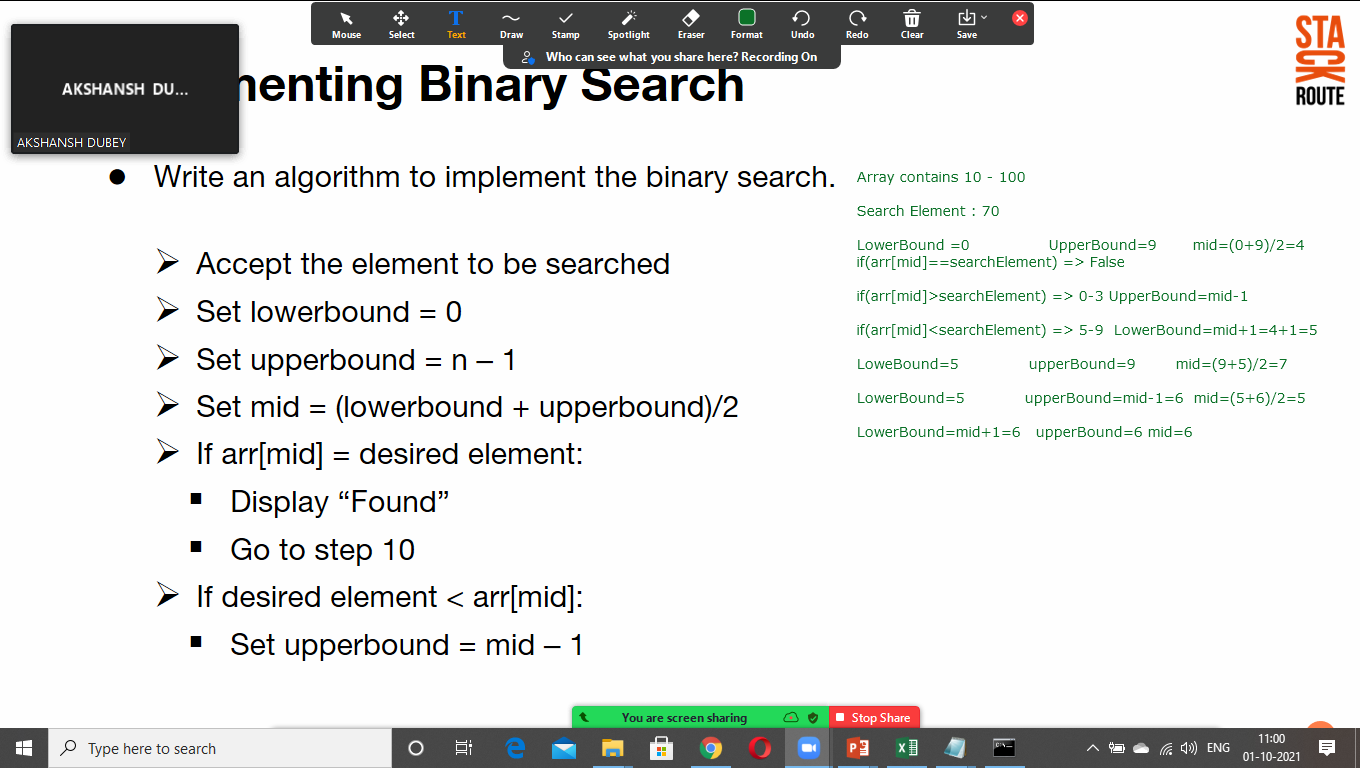 Mouse Select Text Draw Stamp Spotlight Eraser Format Undo Redo Clear Save
Who can see what you share here? Recording On
AKSHANSH DU...
AKSHANSH DUBEY
menting Binary Search
STA
CK
ROUTE
● Write an algorithm to implement the binary search.
➢ Accept the element to be searched
➢ Set lowerbound = 0
➢ Set upperbound = n – 1
➢ Set mid = (lowerbound + upperbound)/2
➢ If arr[mid] = desired element:
▪ Display “Found”
▪ Go to step 10
➢ If desired element < arr[mid]:
▪ Set upperbound = mid – 1
Array contains 10 - 100
Search Element : 70
LowerBound =0 UpperBound=9 mid=(0+9)/2=4
if(arr[mid]==searchElement) => False
if(arr[mid]>searchElement) => 0-3 UpperBound=mid-1
if(arr[mid]<searchElement) => 5-9 LowerBound=mid+1=4+1=5
LoweBound=5 upperBound=9 mid=(9+5)/2=7
LowerBound=5 upperBound=mid-1=6 mid=(5+6)/2=5
LowerBound=mid+1=6 upperBound=6 mid=6
You are screen sharing Stop Share
Type here to search
ENG
11:00
01-10-2021